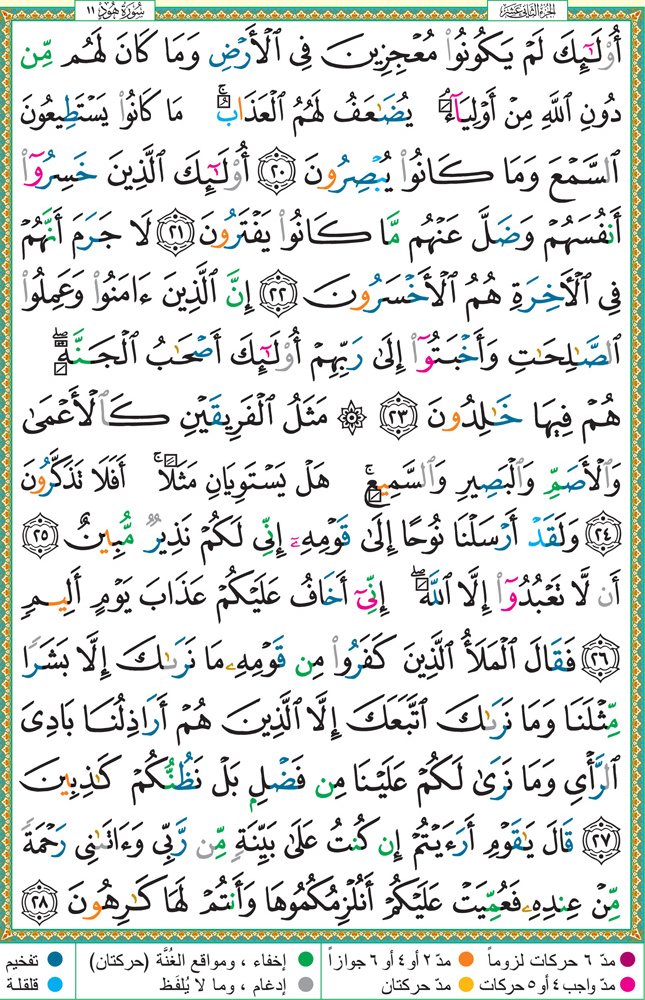 سُورَةُ هُودٍ ١١
الجزء الثاني عشر
أُوْلَٰٓئِكَ لَمۡ يَكُونُواْ مُعۡجِزِينَ فِي ٱلۡأَرۡضِ وَمَا كَانَ لَهُم مِّن
دُونِ ٱللَّهِ مِنۡ أَوۡلِيَآءَۘ يُضَٰعَفُ لَهُمُ ٱلۡعَذَابُۚ مَا كَانُواْ يَسۡتَطِيعُونَ
ٱلسَّمۡعَ وَمَا كَانُواْ يُبۡصِرُونَ ٢٠ أُوْلَٰٓئِكَ ٱلَّذِينَ خَسِرُوٓاْ
أَنفُسَهُمۡ وَضَلَّ عَنۡهُم مَّا كَانُواْ يَفۡتَرُونَ ٢١ لَا جَرَمَ أَنَّهُمۡ
فِي ٱلۡأٓخِرَةِ هُمُ ٱلۡأَخۡسَرُونَ ٢٢ إِنَّ ٱلَّذِينَ ءَامَنُواْ وَعَمِلُواْ
ٱلصَّٰلِحَٰتِ وَأَخۡبَتُوٓاْ إِلَىٰ رَبِّهِمۡ أُوْلَٰٓئِكَ أَصۡحَٰبُ ٱلۡجَنَّةِۖ
هُمۡ فِيهَا خَٰلِدُونَ ٢٣ ۞ مَثَلُ ٱلۡفَرِيقَيۡنِ كَٱلۡأَعۡمَىٰ
وَٱلۡأَصَمِّ وَٱلۡبَصِيرِ وَٱلسَّمِيعِۚ هَلۡ يَسۡتَوِيَانِ مَثَلًاۚ أَفَلَا تَذَكَّرُونَ
٢٤ وَلَقَدۡ أَرۡسَلۡنَا نُوحًا إِلَىٰ قَوۡمِهِۦٓ إِنِّي لَكُمۡ نَذِيرٞ مُّبِينٌ ٢٥
أَن لَّا تَعۡبُدُوٓاْ إِلَّا ٱللَّهَۖ إِنِّيٓ أَخَافُ عَلَيۡكُمۡ عَذَابَ يَوۡمٍ أَلِيمٖ
٢٦ فَقَالَ ٱلۡمَلَأُ ٱلَّذِينَ كَفَرُواْ مِن قَوۡمِهِۦ مَا نَرَىٰكَ إِلَّا بَشَرٗا
مِّثۡلَنَا وَمَا نَرَىٰكَ ٱتَّبَعَكَ إِلَّا ٱلَّذِينَ هُمۡ أَرَاذِلُنَا بَادِيَ
ٱلرَّأۡيِ وَمَا نَرَىٰ لَكُمۡ عَلَيۡنَا مِن فَضۡلِۭ بَلۡ نَظُنُّكُمۡ كَٰذِبِينَ
٢٧ قَالَ يَٰقَوۡمِ أَرَءَيۡتُمۡ إِن كُنتُ عَلَىٰ بَيِّنَةٖ مِّن رَّبِّي وَءَاتَىٰنِي رَحۡمَةٗ
مِّنۡ عِندِهِۦ فَعُمِّيَتۡ عَلَيۡكُمۡ أَنُلۡزِمُكُمُوهَا وَأَنتُمۡ لَهَا كَٰرِهُونَ ٢٨
مدّ ٦ حركات لزوماً مدّ ٢ أو ٤ أو ٦ جوازاً إخفاء ، ومواقع الغُنَّة (حركتان) تفخيم
مدّ واجب ٤ أو ٥ حركات مدّ حركتان إدغام ، وما لا يُلفَظ قلقلة